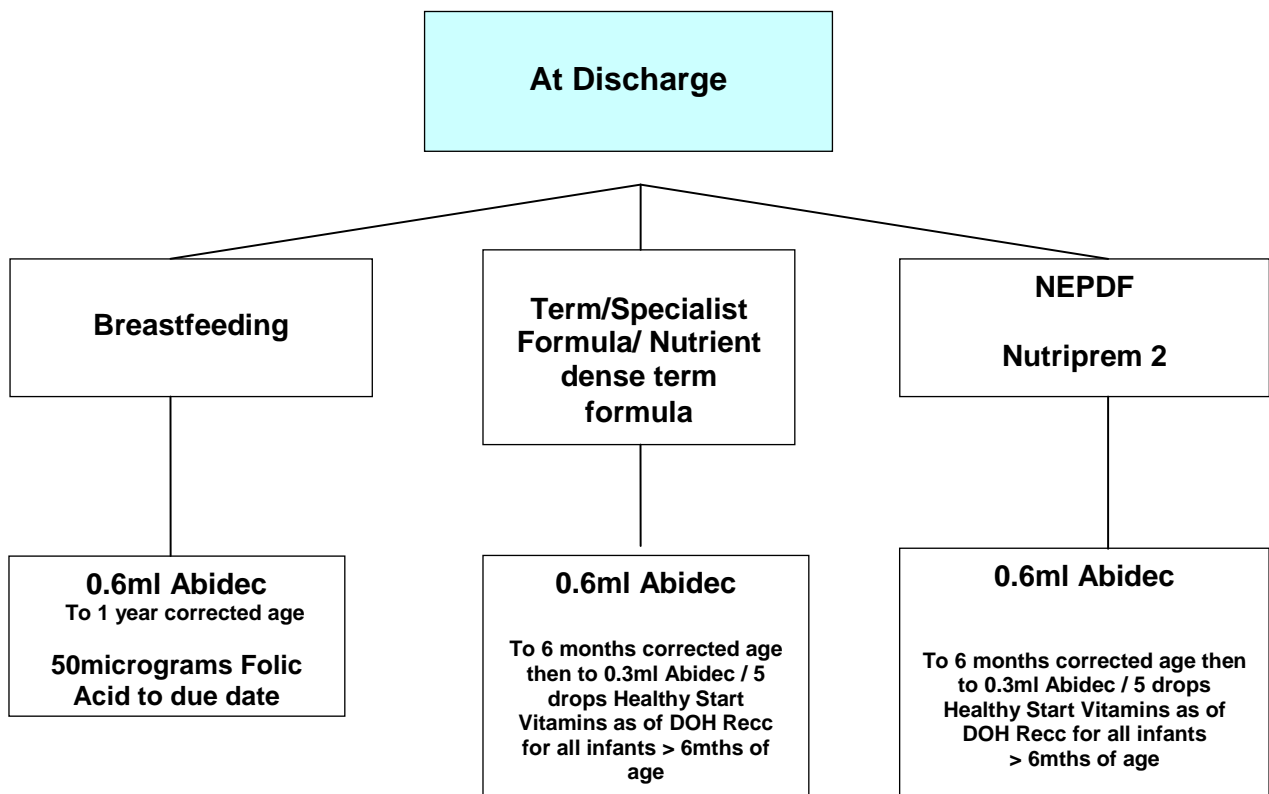 At Discharge
Breastfeeding
Term/Specialist
Formula/ Nutrient
dense term
formula
NEPDF
Nutriprem 2
0.6ml Abidec
To 1 year corrected age
50micrograms Folic
Acid to due date
0.6ml Abidec
To 6 months corrected age
then to 0.3ml Abidec / 5
drops Healthy Start
Vitamins as of DOH Recc
for all infants > 6mths of
age
0.6ml Abidec
To 6 months corrected age then
to 0.3ml Abidec / 5 drops
Healthy Start Vitamins as of
DOH Recc for all infants
> 6mths of age